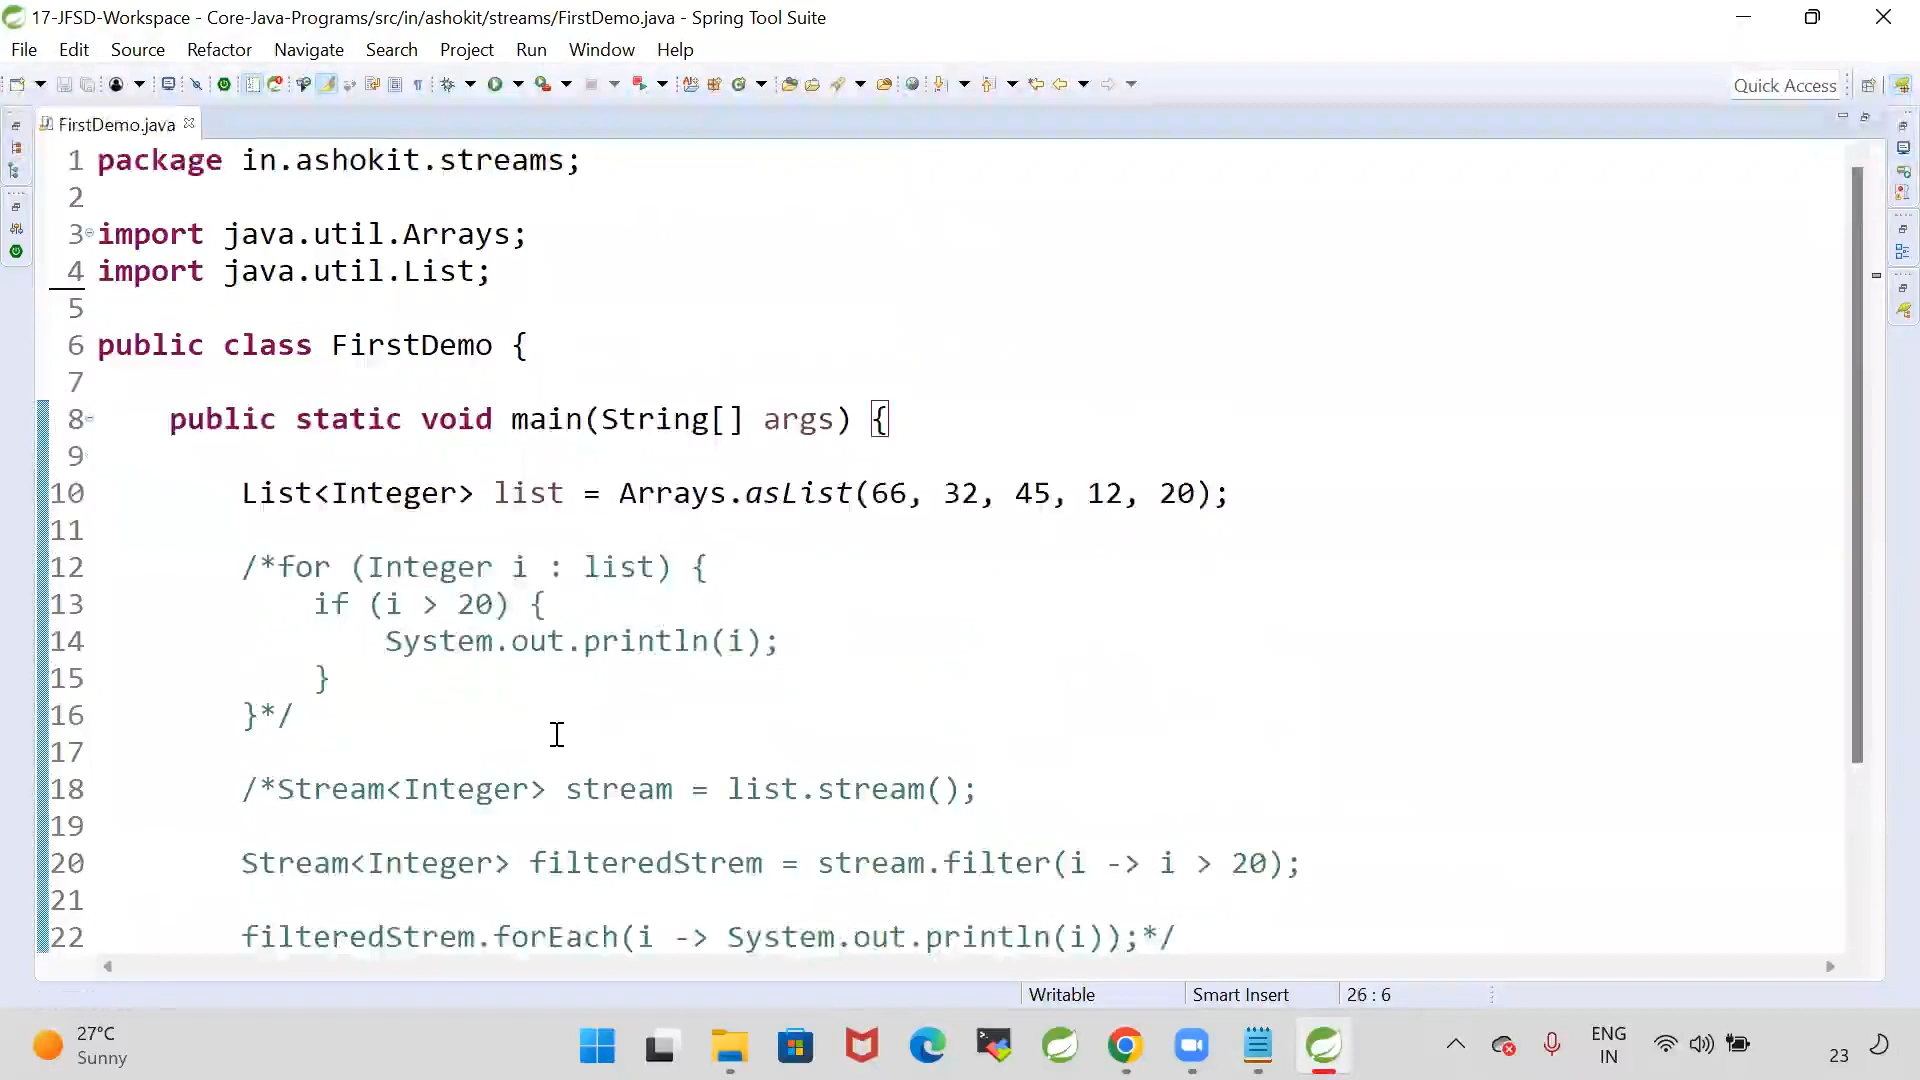 17-JFSD-Workspace - Core-Java-Programs/src/in/ashokit/streams/FirstDemo.java - Spring Tool Suite
File Edit Source Refactor Navigate Search Project Run Window Help
Quick Access
FirstDemo.java
1 package in.ashokit.streams;
2
3 import java.util.Arrays;
4 import java.util.List;
5
6 public class FirstDemo {
7
8 public static void main(String[] args) {
9
10 List<Integer> list = Arrays.asList(66, 32, 45, 12, 20);
11
12 /*for (Integer i : list) {
13 if (i > 20) {
14 System.out.println(i);
15 }
16 }*/
17
18 /*Stream<Integer> stream = list.stream();
19
20 Stream<Integer> filteredStrem = stream.filter(i -> i > 20);
21
22 filteredStrem.forEach(i -> System.out.println(i));*/
Writable Smart Insert 26 : 6
27°C
Sunny
ENG
IN
23